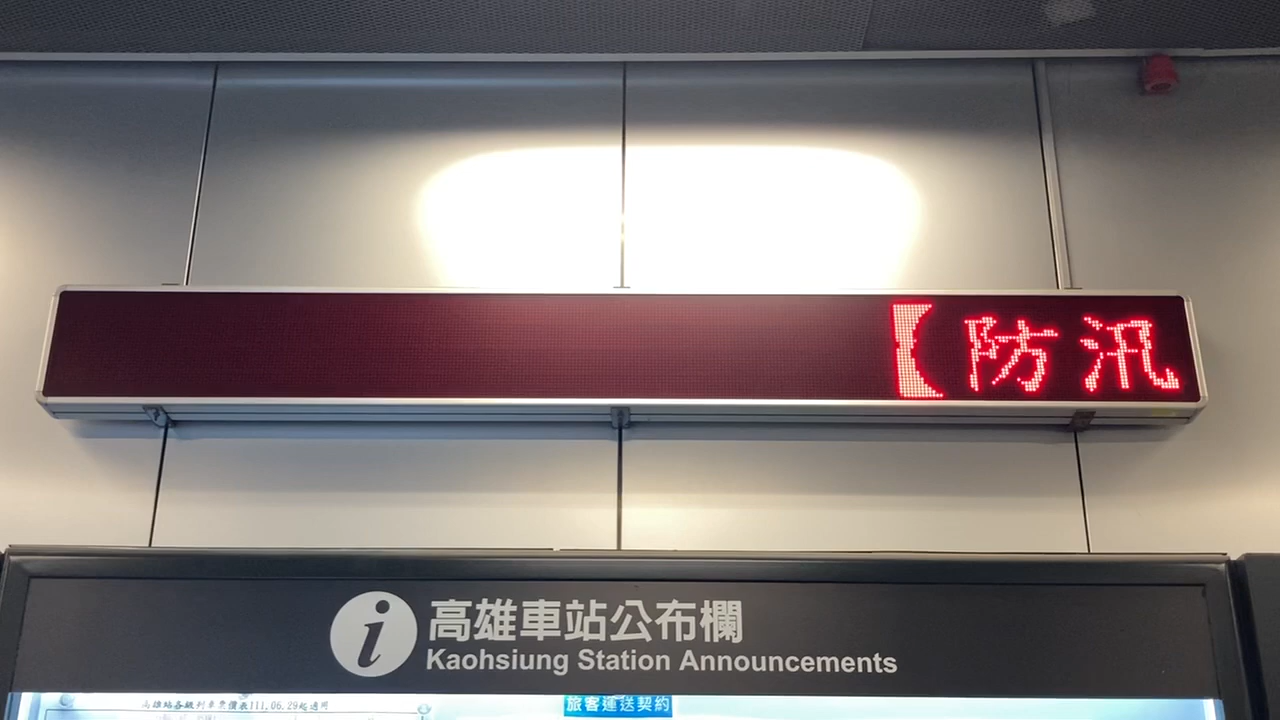 【防汛
i
高雄車站公布欄
Kaohsiung Station Announcements
高雄站各級列車票價表111.06.29起適用
旅客運送契約